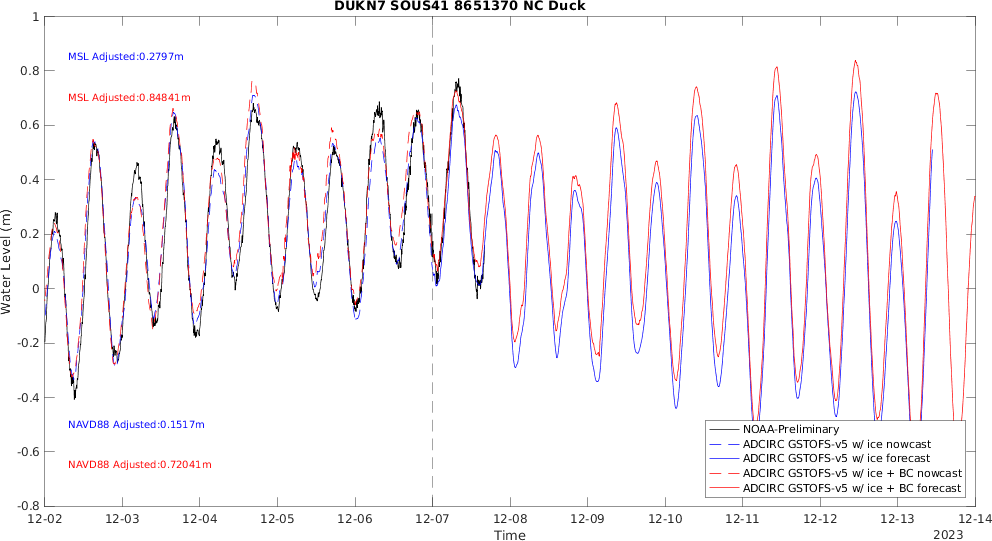 DUKN7 SOUS41 8651370 NC Duck
1
0.8
0.6
0.4
0.2
0
-0.2
-0.4
-0.6
-0.8
Water Level (m)
MSL Adjusted:0.2797m
MSL Adjusted:0.84841m
NAVD88 Adjusted:0.1517m
NAVD88 Adjusted:0.72041m
NOAA-Preliminary
ADCIRC GSTOFS-v5 w/ ice nowcast
ADCIRC GSTOFS-v5 w/ ice forecast
ADCIRC GSTOFS-v5 w/ ice + BC nowcast
ADCIRC GSTOFS-v5 w/ ice + BC forecast
12-02 12-03 12-04 12-05 12-06 12-07 12-08 12-09 12-10 12-11 12-12 12-13 12-14
Time
2023